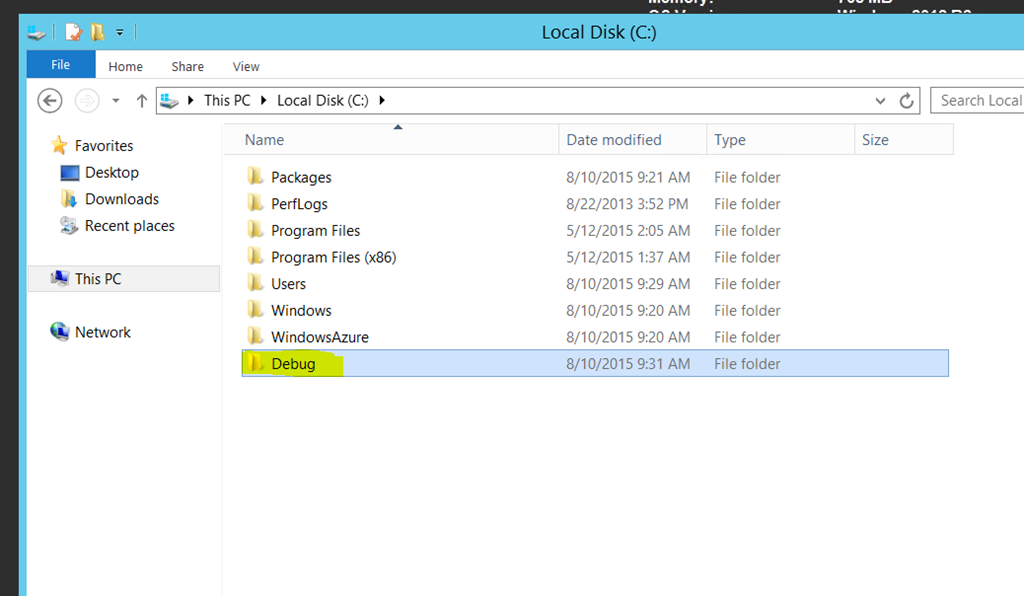 Local Disk (C:)
File Home Share View
This PC Local Disk (C:) Search Local
Name Date modified Type Size
Favorites
Desktop
Downloads
Recent places
This PC
Network
Packages 8/10/2015 9:21 AM File folder
PerfLogs 8/22/2013 3:52 PM File folder
Program Files 5/12/2015 2:05 AM File folder
Program Files (x86) 5/12/2015 1:37 AM File folder
Users 8/10/2015 9:29 AM File folder
Windows 8/10/2015 9:20 AM File folder
WindowsAzure 8/10/2015 9:20 AM File folder
Debug 8/10/2015 9:31 AM File folder